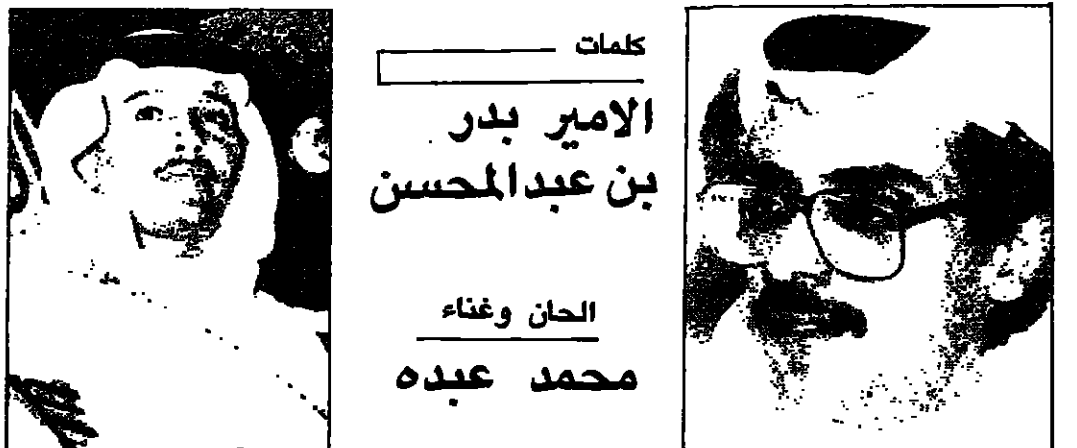 كلمات
الامير بدر
بن عبدالمحسن
الحان وغناء
محمد عبده